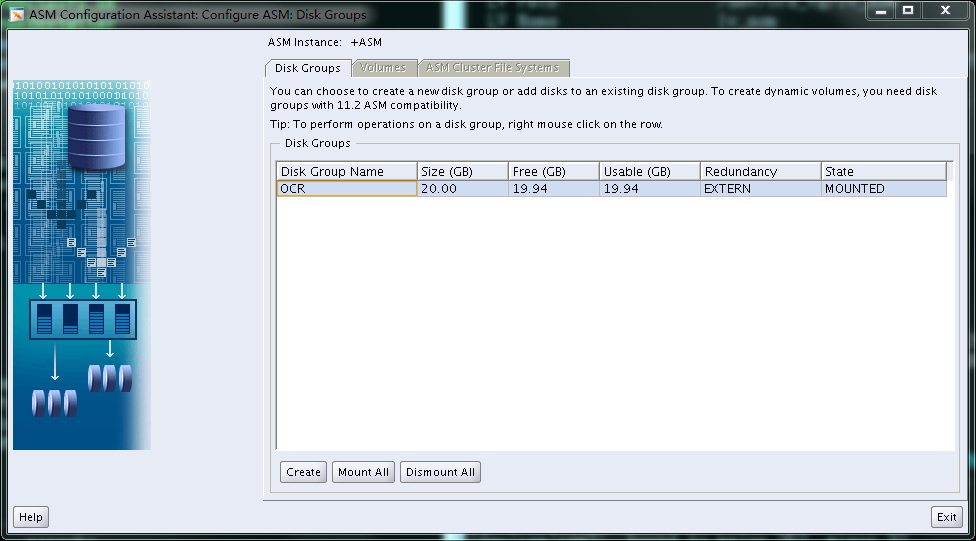 ASM Configuration Assistant: Configure ASM: Disk Groups
ASM Instance: +ASM
Disk Groups Volumes ASM Cluster File Systems
You can choose to create a new disk group or add disks to an existing disk group. To create dynamic volumes, you need disk
groups with 11.2 ASM compatibility.
Tip: To perform operations on a disk group, right mouse click on the row.
Disk Groups
Disk Group Name Size (GB) Free (GB) Usable (GB) Redundancy State
OCR 20.00 19.94 19.94 EXTERN MOUNTED
Create Mount All Dismount All
Help Exit